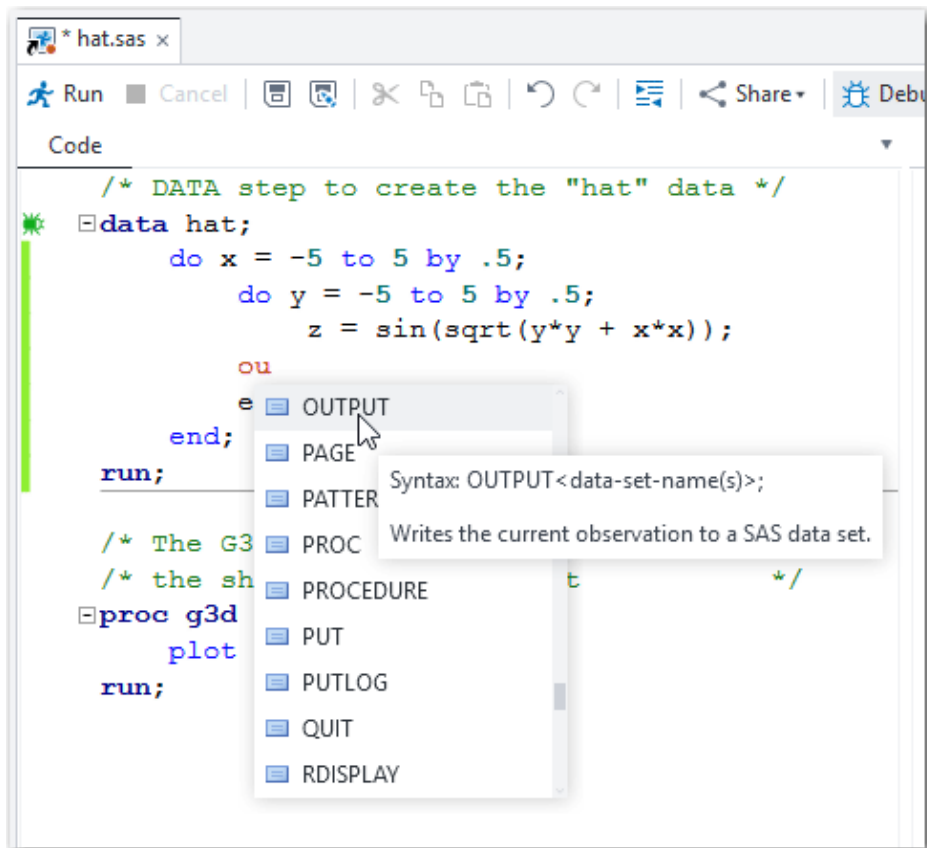 * hat.sas ×
Run Cancel Share Debu
Code
/* DATA step to create the "hat" data */
data hat;
do x = -5 to 5 by .5;
do y = -5 to 5 by .5;
z = sin(sqrt(y*y + x*x));
ou
e
OUTPUT
end;
PAGE
run;
Syntax: OUTPUT<data-set-name(s)>;
PATTER
Writes the current observation to a SAS data set.
/* The G3
PROC
/* the sh t */
PROCEDURE
proc g3d
plot
PUT
run;
PUTLOG
QUIT
RDISPLAY